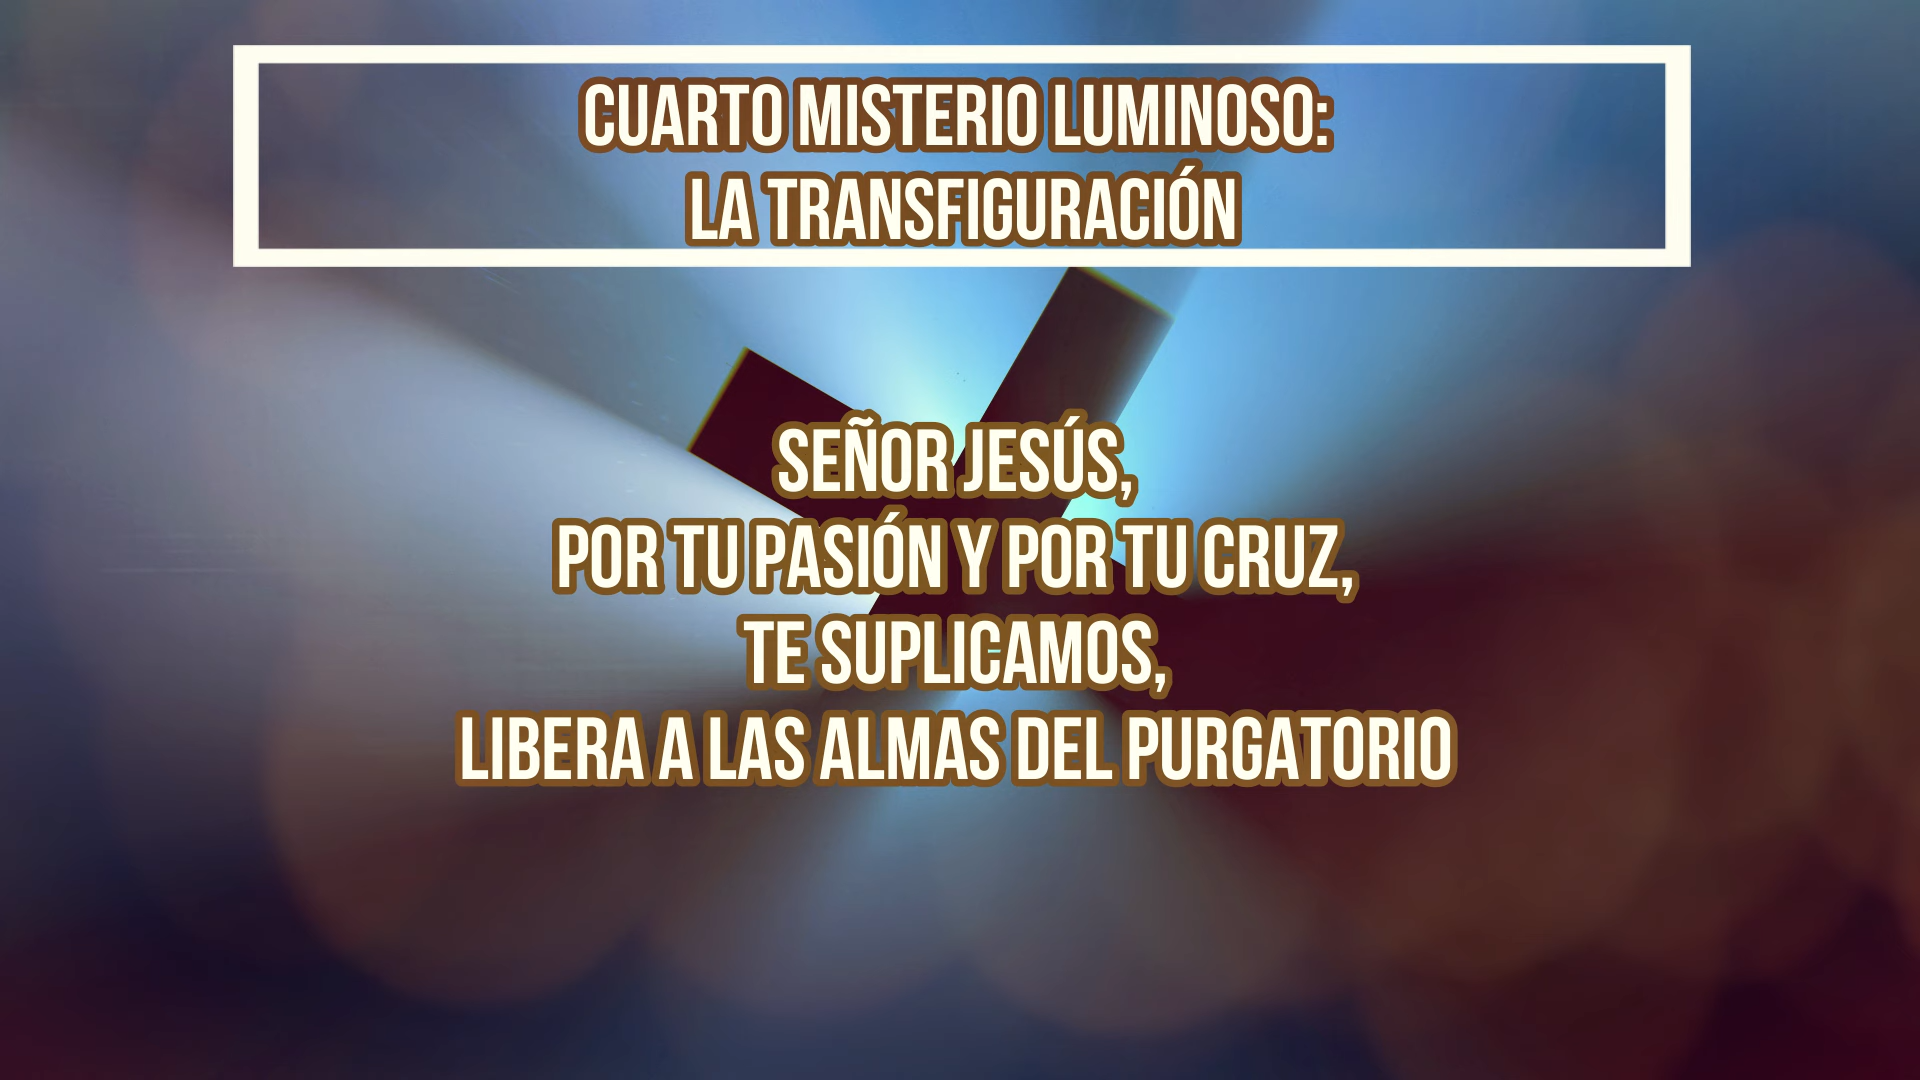 CUARTO MISTERIO LUMINOSO:
LA TRANSFIGURACIÓN
SEÑOR JESÚS,
POR TU PASIÓN Y POR TU CRUZ,
TE SUPLICAMOS,
LIBERA A LAS ALMAS DEL PURGATORIO